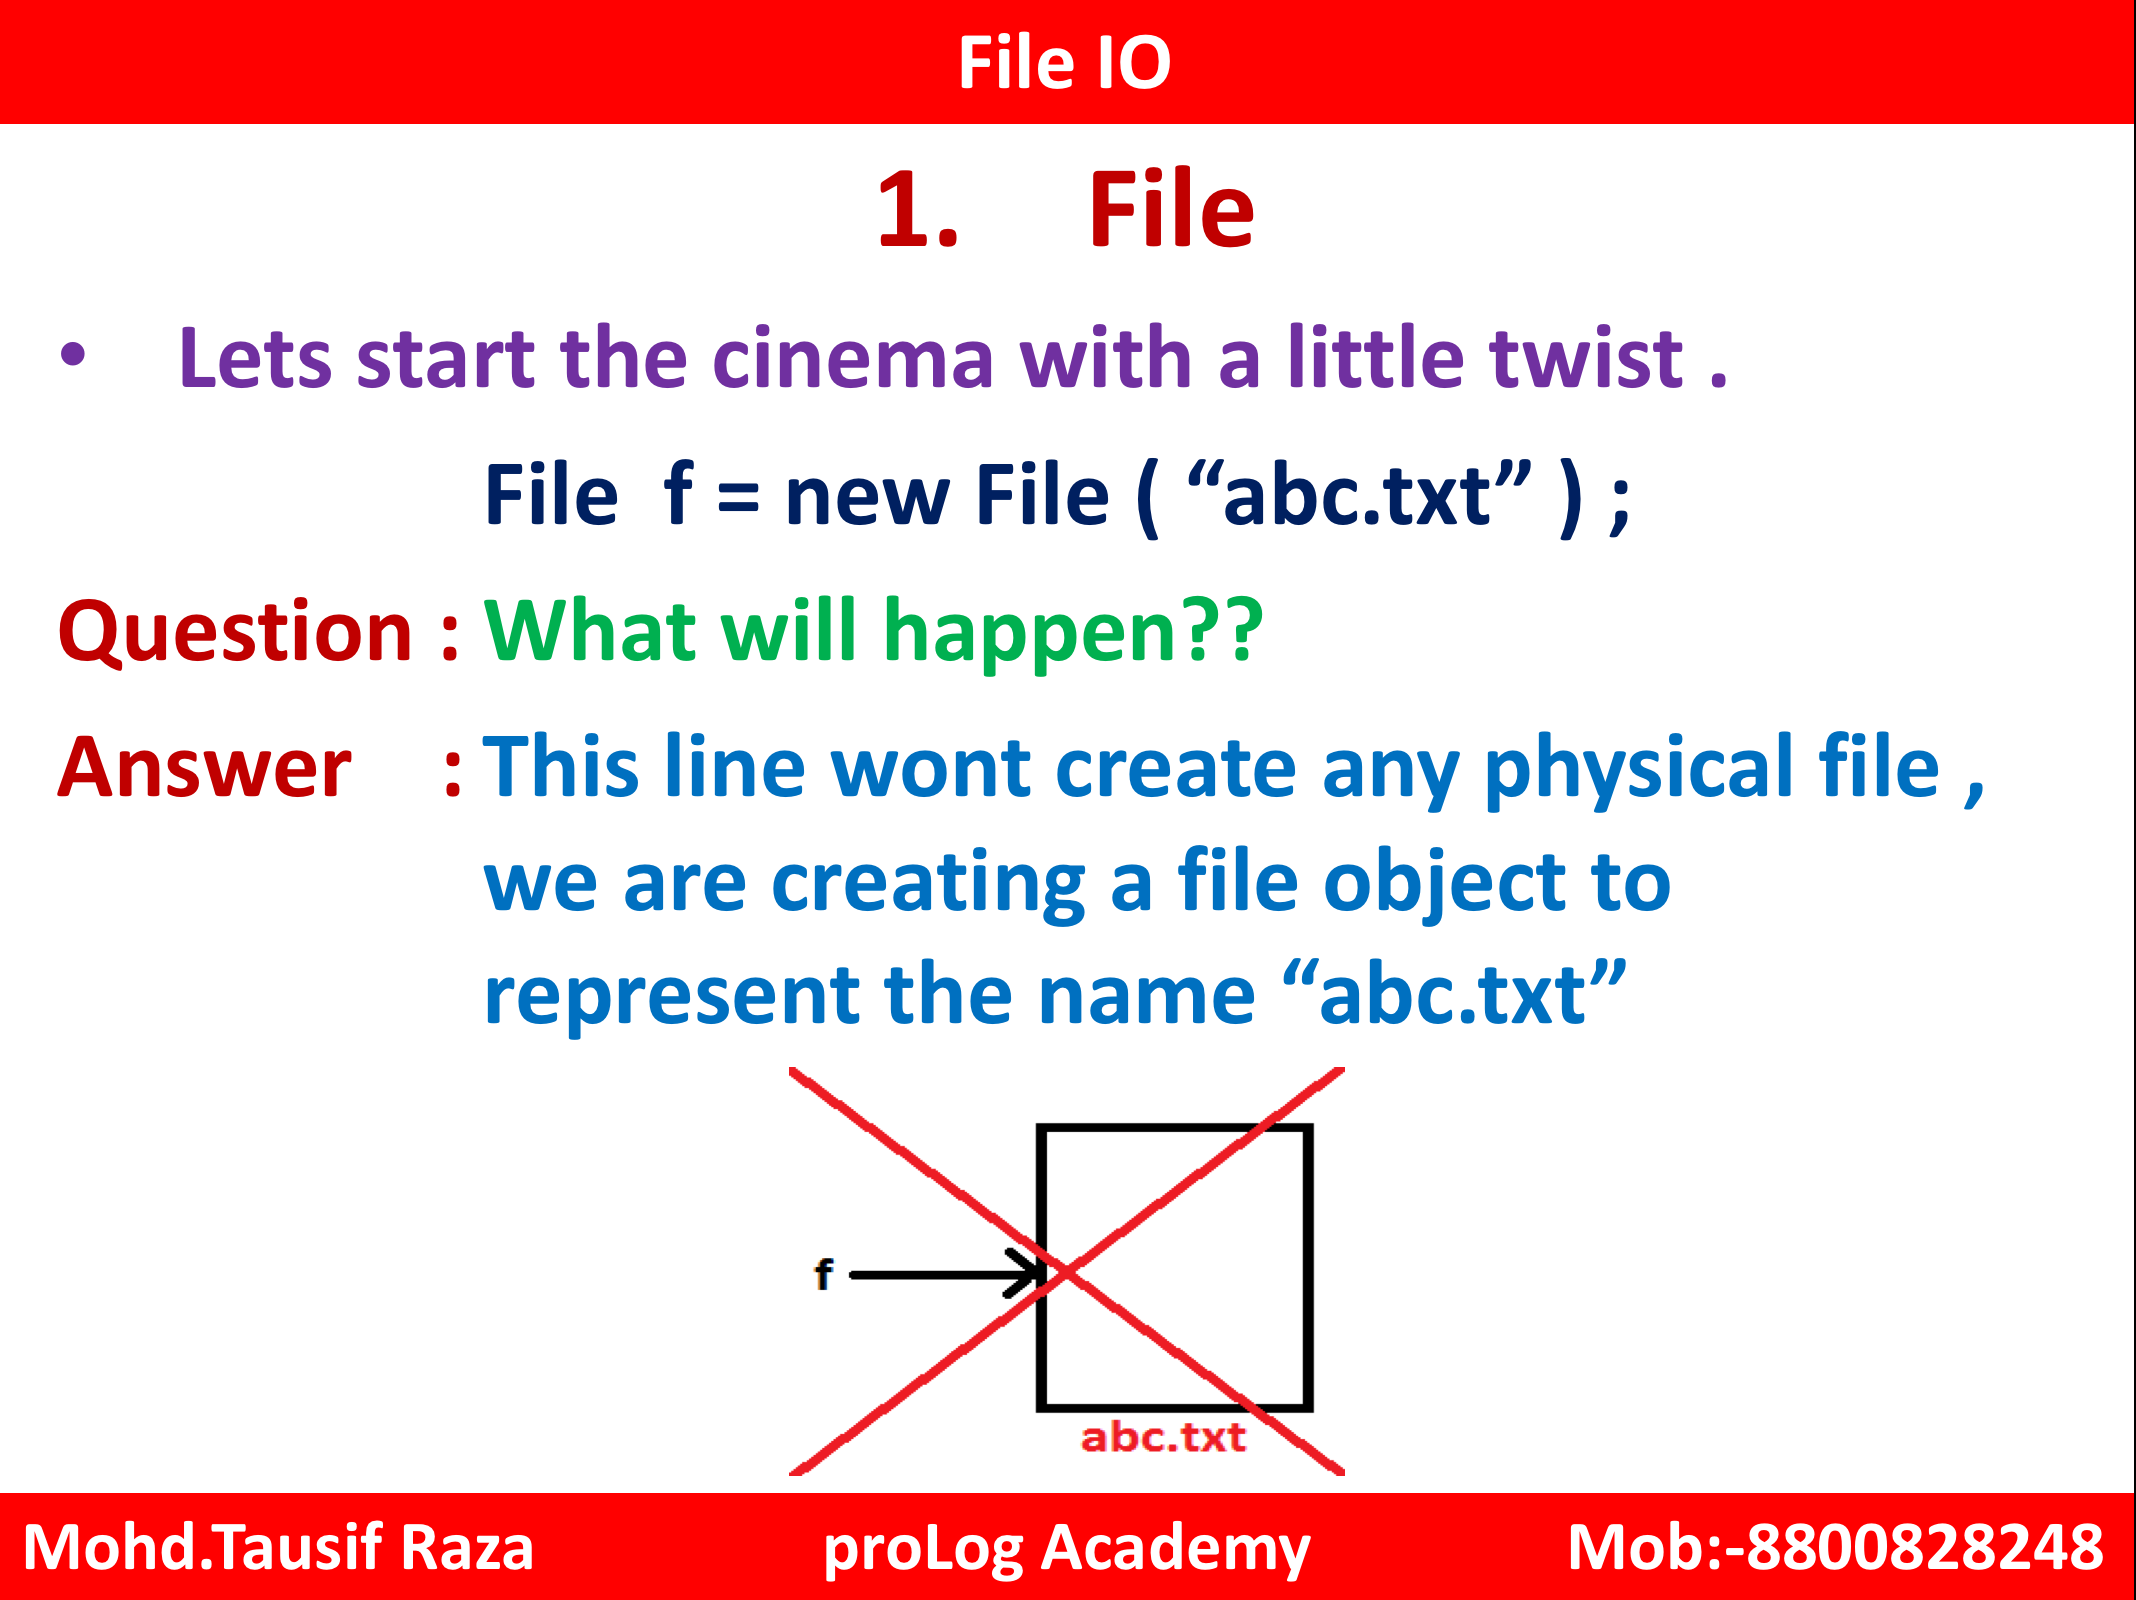 File IO
1. File
• Lets start the cinema with a little twist .
File f = new File ( “abc.txt” ) ;
Question : What will happen??
Answer : This line wont create any physical file ,
we are creating a file object to
represent the name “abc.txt”
f
abc.txt
Mohd.Tausif Raza proLog Academy Mob:-8800828248